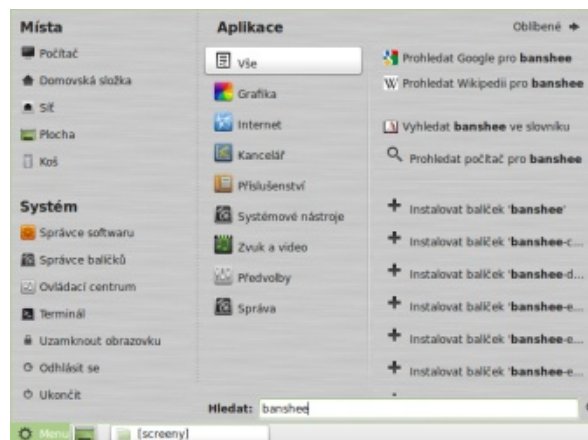 Místa
Počítač
Domovská složka
Síť
Plocha
Koš
Systém
Správce softwaru
Správce balíčků
Ovládací centrum
Terminál
Uzamknout obrazovku
Odhlásit se
Ukončit
Aplikace
Vše
Grafika
Internet
Kancelář
Příslušenství
Systémové nástroje
Zvuk a video
Předvolby
Správa
Oblíbené
Prohledat Google pro banshee
Prohledat Wikipedii pro banshee
Vyhledat banshee ve slovníku
Prohledat počítač pro banshee
Instalovat balíček 'banshee'
Instalovat balíček 'banshee-c...
Instalovat balíček 'banshee-d...
Instalovat balíček 'banshee-e...
Instalovat balíček 'banshee-e...
Instalovat balíček 'banshee-e...
Hledat: banshee
Menu
[screeny]